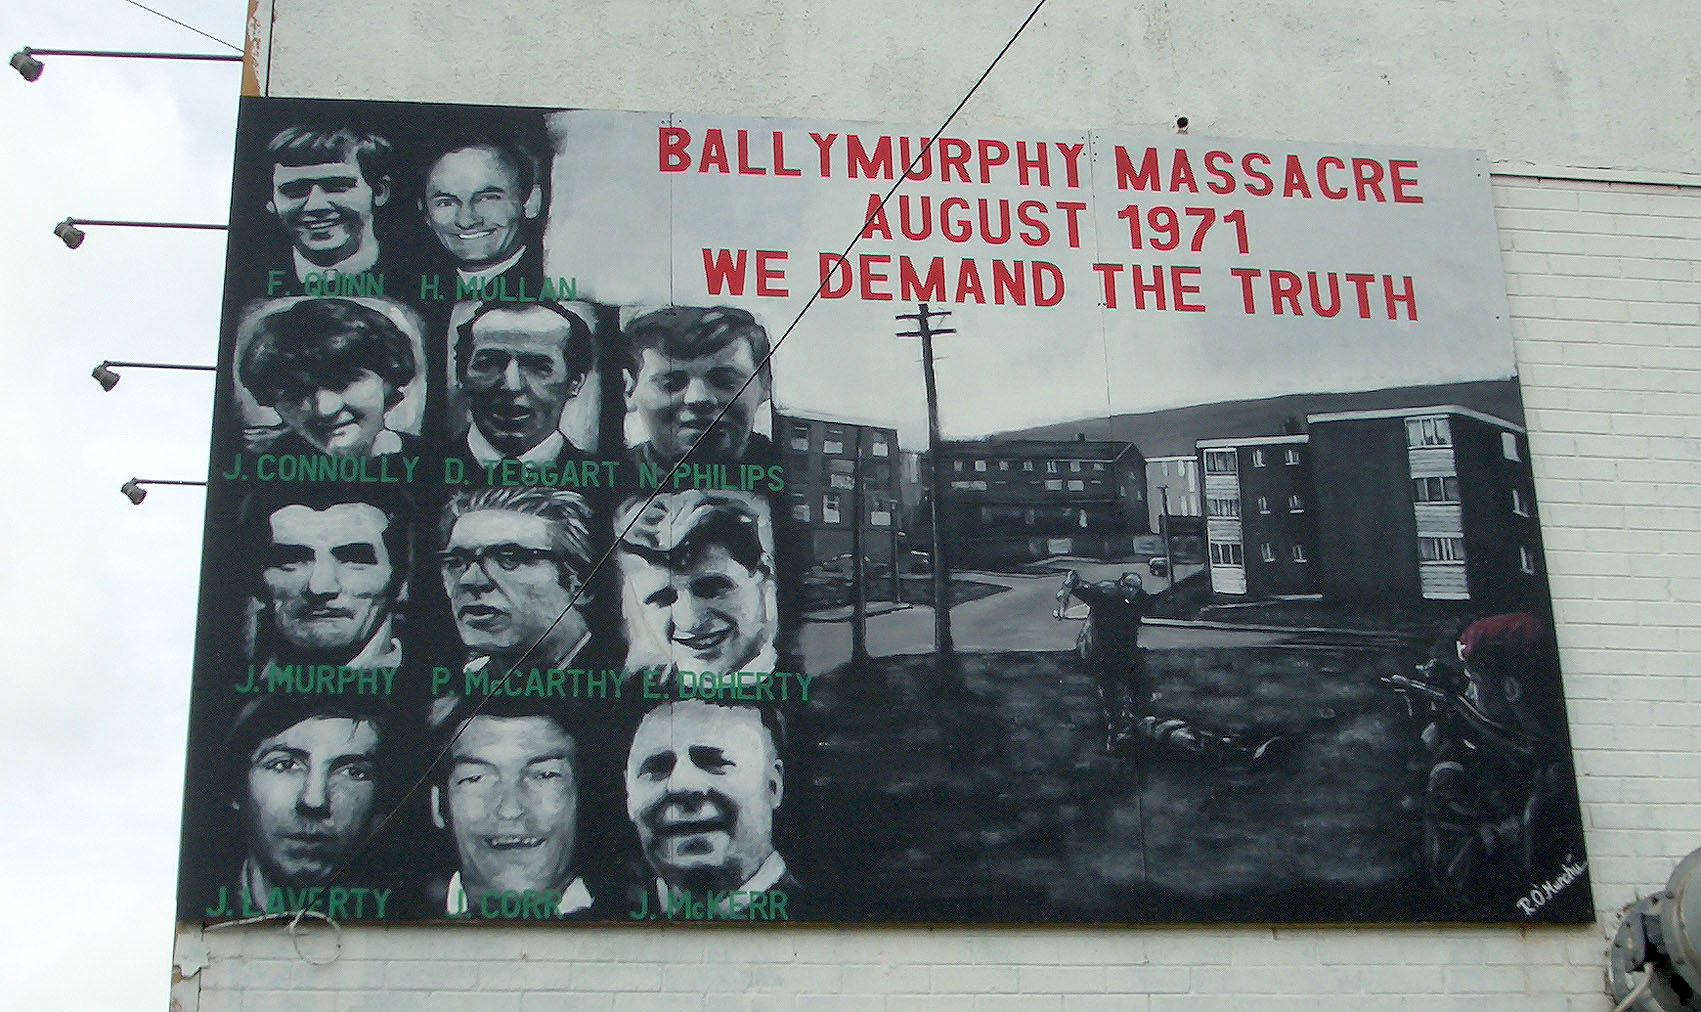 BALLYMURPHY MASSACRE
AUGUST 1971
WE DEMAND THE TRUTH
F. QUINN H. MULLAN
J. CONNOLLY D. TEGGART N. PHILIPS
J. MURPHY P. McCARTHY E. DOHERTY
J. LAVERTY J. CORR J. McKERR
R. Ó'Murchú